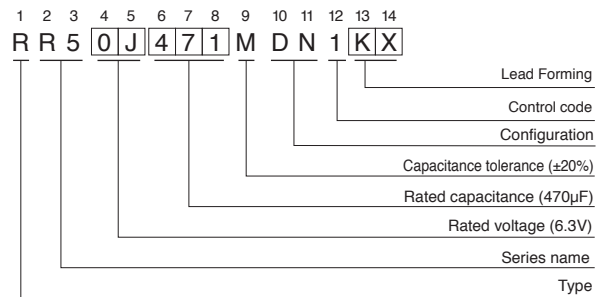 1 2 3 4 5 6 7 8 9 10 11 12 13 14
R R 5 0 J 4 7 1 M D N 1 K X
Lead Forming
Control code
Configuration
Capacitance tolerance (±20%)
Rated capacitance (470µF)
Rated voltage (6.3V)
Series name
Type